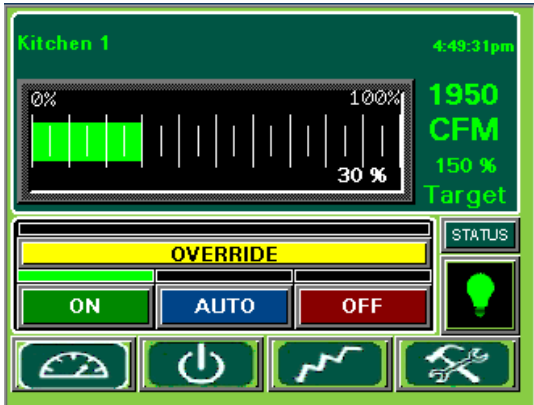 Kitchen 1
4:49:31pm
0%
100%
30 %
1950
CFM
150 %
Target
STATUS
OVERRIDE
ON
AUTO
OFF